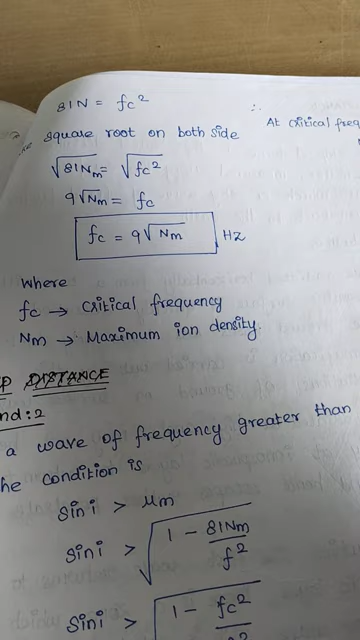 81N = fc²
∴ At critical freq
square root on both side
√81Nm = √fc²
9√Nm = fc
fc = 9√Nm Hz
Where
fc → Critical frequency
Nm → Maximum ion density
P DISTANCE
nd:2
a wave of frequency greater than
he condition is
Sin i > μm
Sin i > √1 - 81Nm/f²
Sin i > √1 - fc²